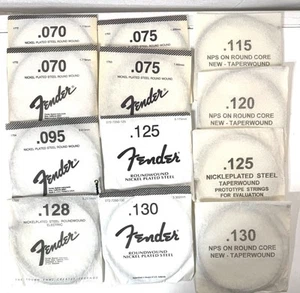 .070
NICKEL PLATED STEEL ROUND WOUND
.075
NICKEL PLATED STEEL ROUND WOUND
.115
NPS ON ROUND CORE
NEW - TAPERWOUND
.070
NICKEL PLATED STEEL ROUND WOUND
Fender
.075
NICKEL PLATED STEEL ROUND WOUND
Fender
.120
NPS ON ROUND CORE
NEW - TAPERWOUND
.095
NICKEL PLATED STEEL ROUND WOUND
Fender
.125
Fender
ROUNDWOUND
NICKEL PLATED STEEL
.125
NICKLEPLATED STEEL
TAPERWOUND
PROTOTYPE STRINGS
FOR EVALUATION
.128
NICKEL PLATED STEEL ROUNDWOUND
Fender
.130
Fender
ROUNDWOUND
NICKEL PLATED STEEL
.130
NPS ON ROUND CORE
NEW - TAPERWOUND